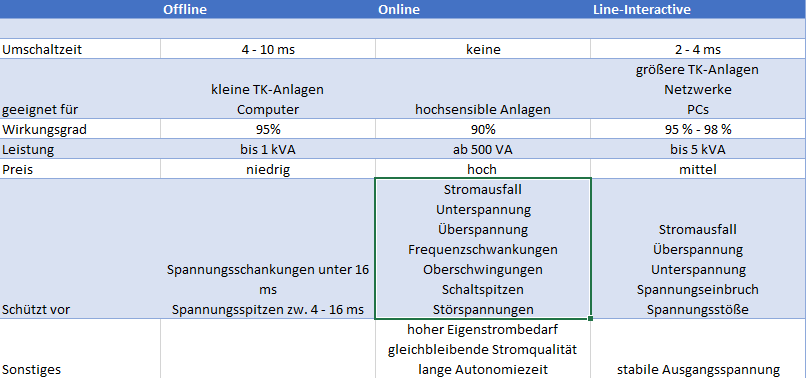 Offline Online Line-Interactive
Umschaltzeit 4 - 10 ms keine 2 - 4 ms
größere TK-Anlagen
kleine TK-Anlagen Netzwerke
geeignet für Computer hochsensible Anlagen PCs
Wirkungsgrad 95% 90% 95 % - 98 %
Leistung bis 1 kVA ab 500 VA bis 5 kVA
Preis niedrig hoch mittel
Stromausfall
Unterspannung
Überspannung Stromausfall
Frequenzschwankungen Überspannung
Spannungsschankungen unter 16 Oberschwingungen Unterspannung
ms Schaltspitzen Spannungseinbruch
Schützt vor Spannungsspitzen zw. 4 - 16 ms Störspannungen Spannungsstöße
hoher Eigenstrombedarf
gleichbleibende Stromqualität
Sonstiges lange Autonomiezeit stabile Ausgangsspannung